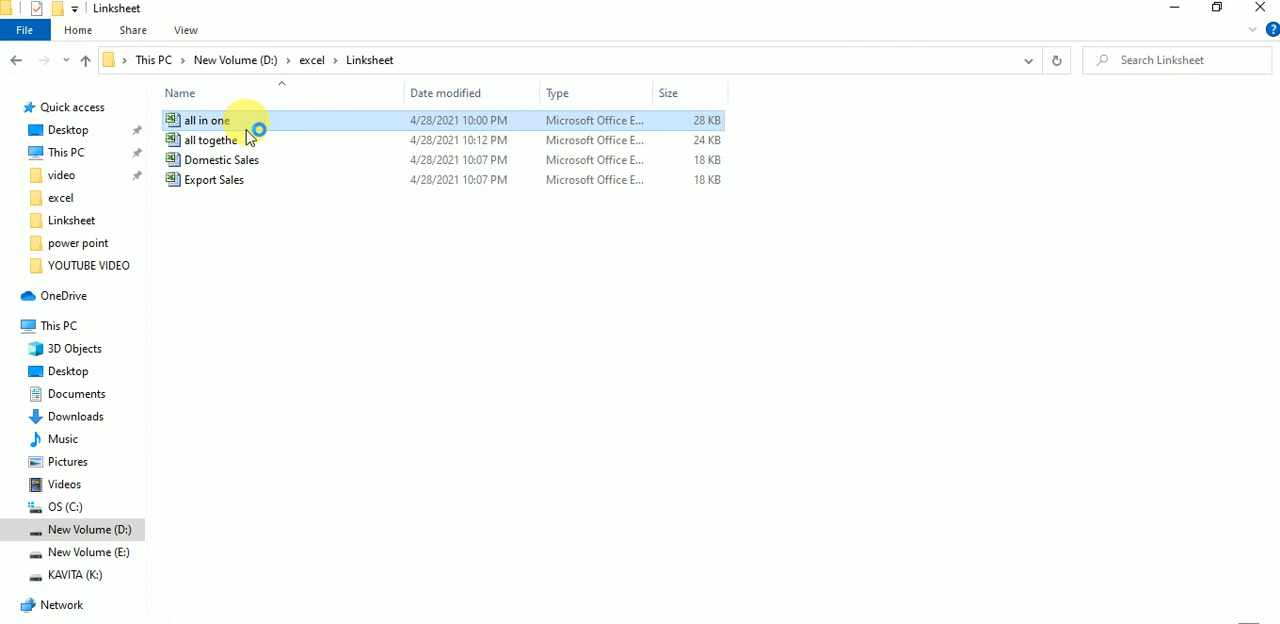 Linksheet
File Home Share View
This PC New Volume (D:) excel Linksheet
Search Linksheet
Name Date modified Type Size
all in one 4/28/2021 10:00 PM Microsoft Office E... 28 KB
all togethe 4/28/2021 10:12 PM Microsoft Office E... 24 KB
Domestic Sales 4/28/2021 10:07 PM Microsoft Office E... 18 KB
Export Sales 4/28/2021 10:07 PM Microsoft Office E... 18 KB
Quick access
Desktop
This PC
video
excel
Linksheet
power point
YOUTUBE VIDEO
OneDrive
This PC
3D Objects
Desktop
Documents
Downloads
Music
Pictures
Videos
OS (C:)
New Volume (D:)
New Volume (E:)
KAVITA (K:)
Network